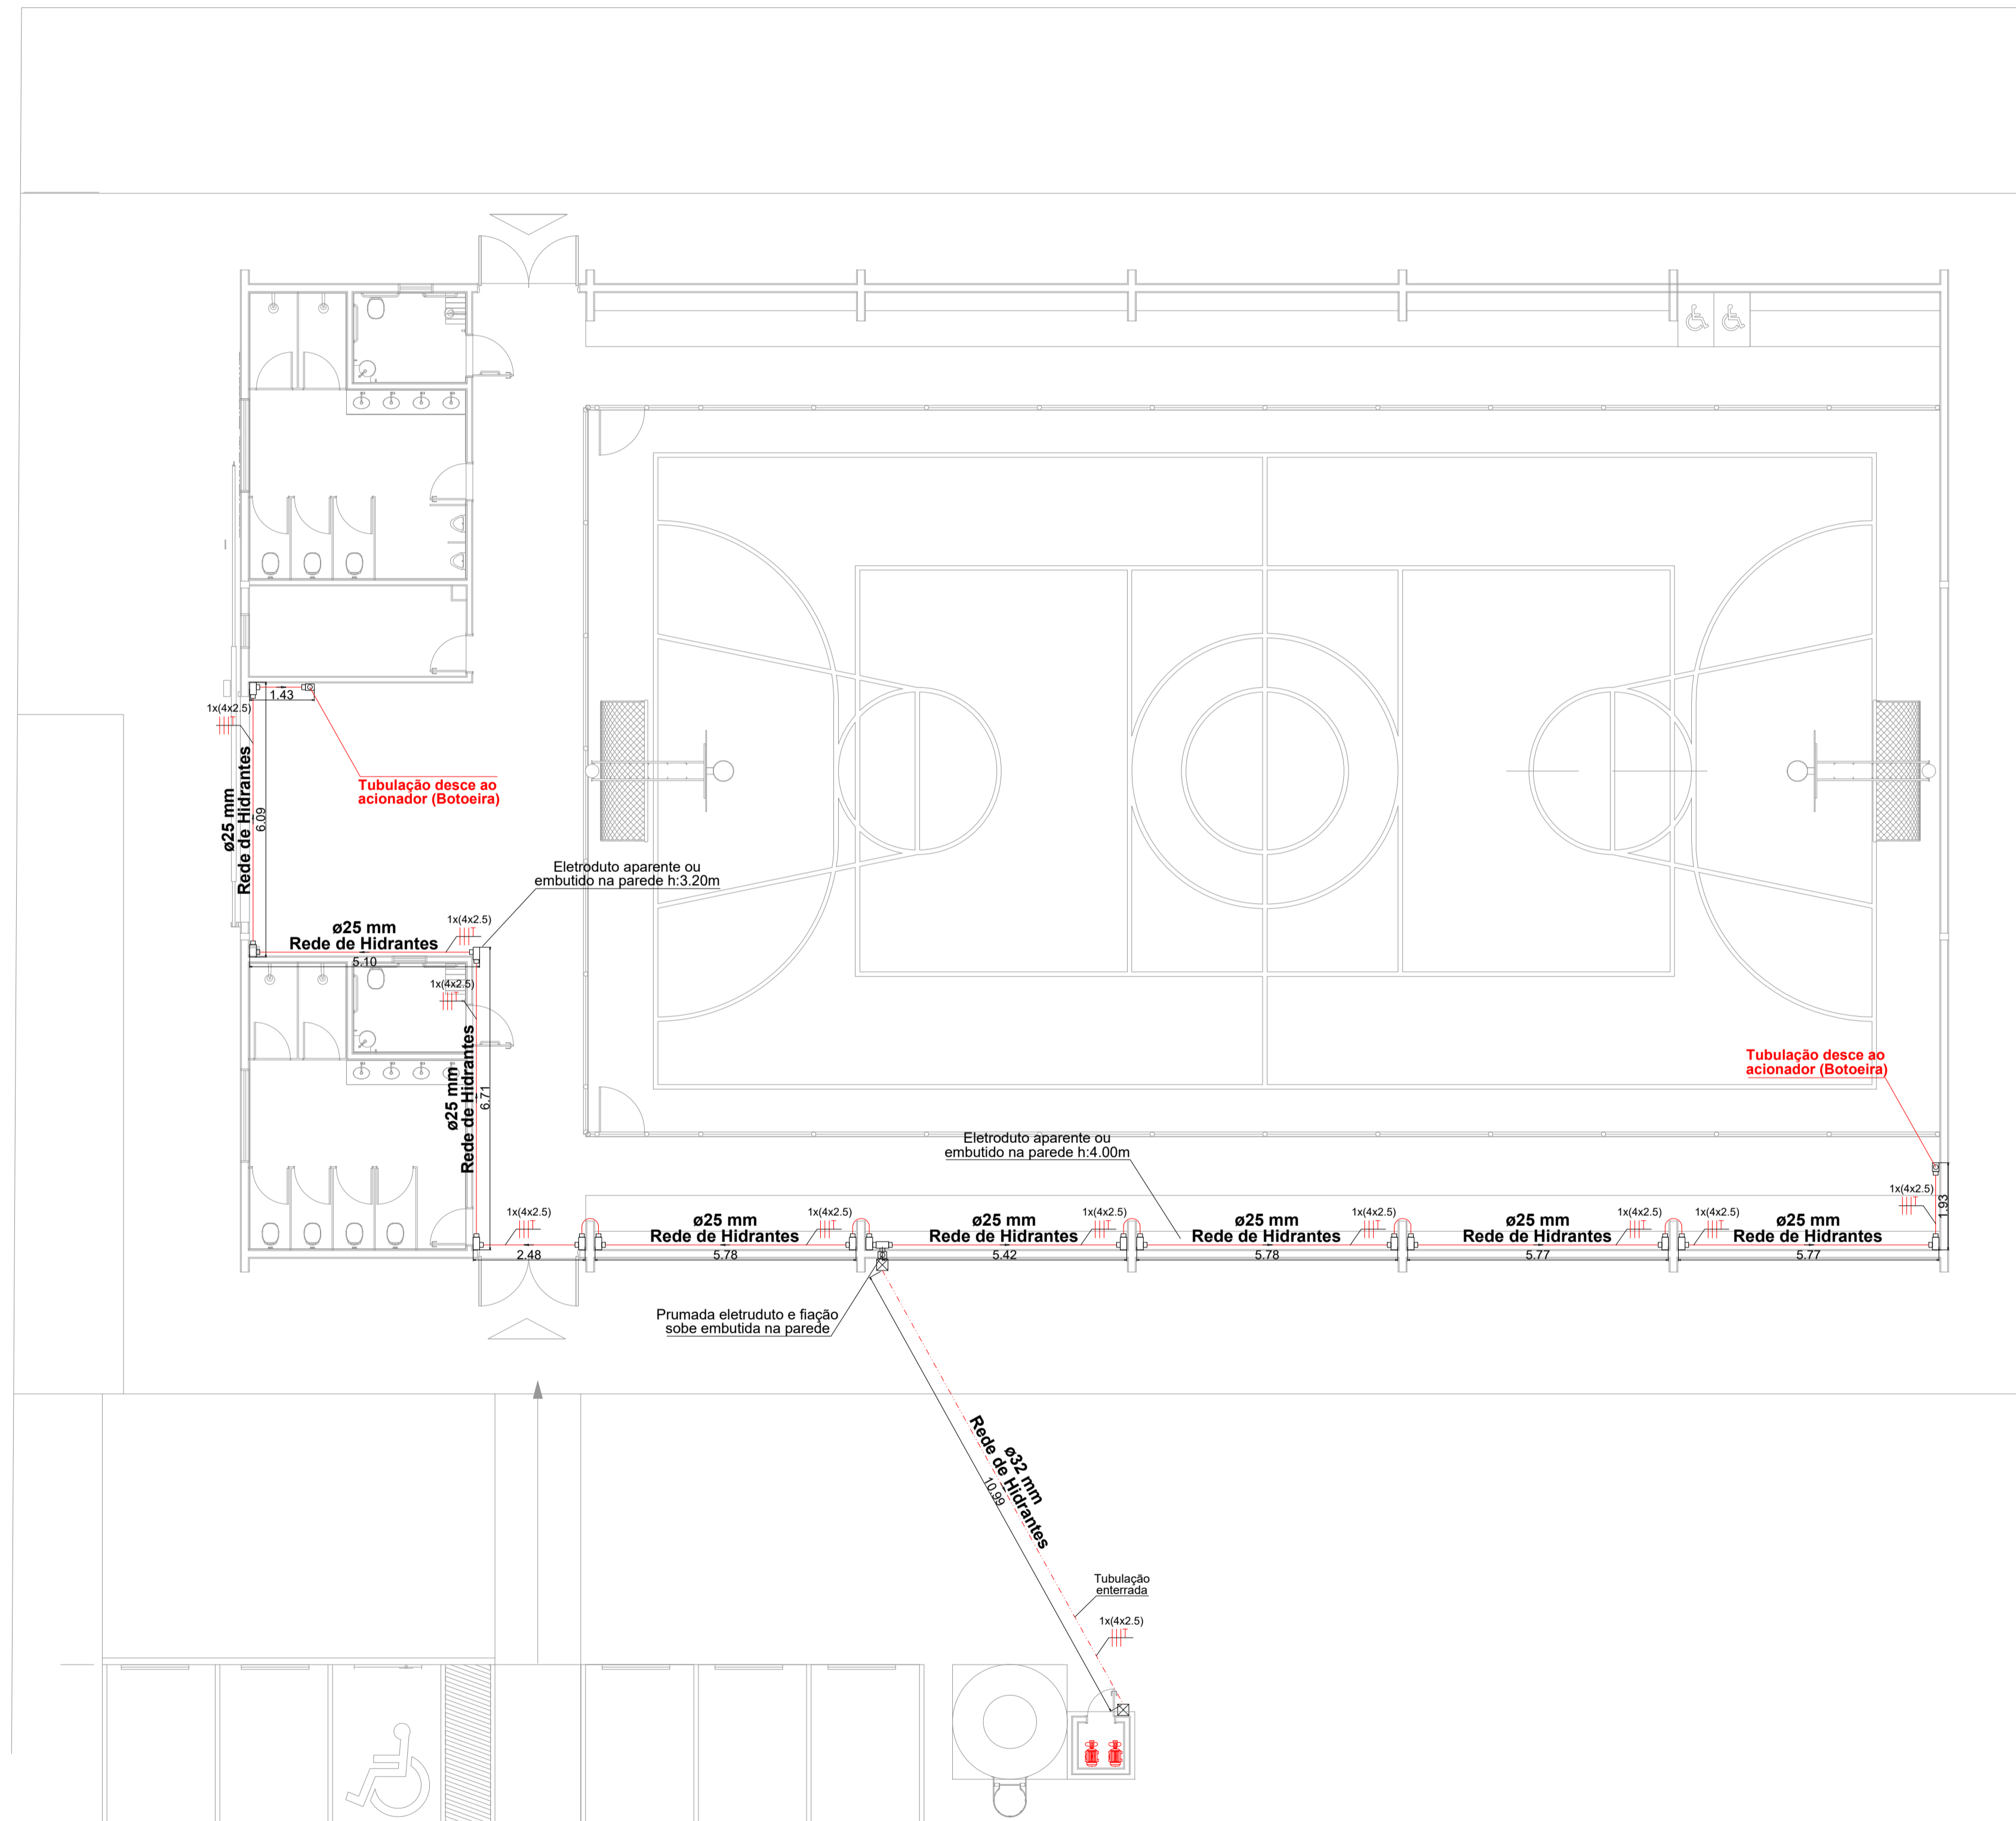 1.43
1x(4x2.5)
Tubulação desce ao
acionador (Botoeira)
ø25 mm
Rede de Hidrantes
6.09
Eletroduto aparente ou
embutido na parede h:3.20m
1x(4x2.5)
ø25 mm
Rede de Hidrantes
5.10
1x(4x2.5)
ø25 mm
Rede de Hidrantes
6.71
Tubulação desce ao
acionador (Botoeira)
Eletroduto aparente ou
embutido na parede h:4.00m
1x(4x2.5)
1.93
1x(4x2.5)
2.48
ø25 mm
Rede de Hidrantes
1x(4x2.5)
5.78
ø25 mm
Rede de Hidrantes
1x(4x2.5)
5.42
ø25 mm
Rede de Hidrantes
1x(4x2.5)
5.78
ø25 mm
Rede de Hidrantes
1x(4x2.5)
5.77
1x(4x2.5)
ø25 mm
Rede de Hidrantes
5.77
Prumada eletruduto e fiação
sobe embutida na parede
ø32 mm
Rede de Hidrantes
10.99
Tubulação
enterrada
1x(4x2.5)